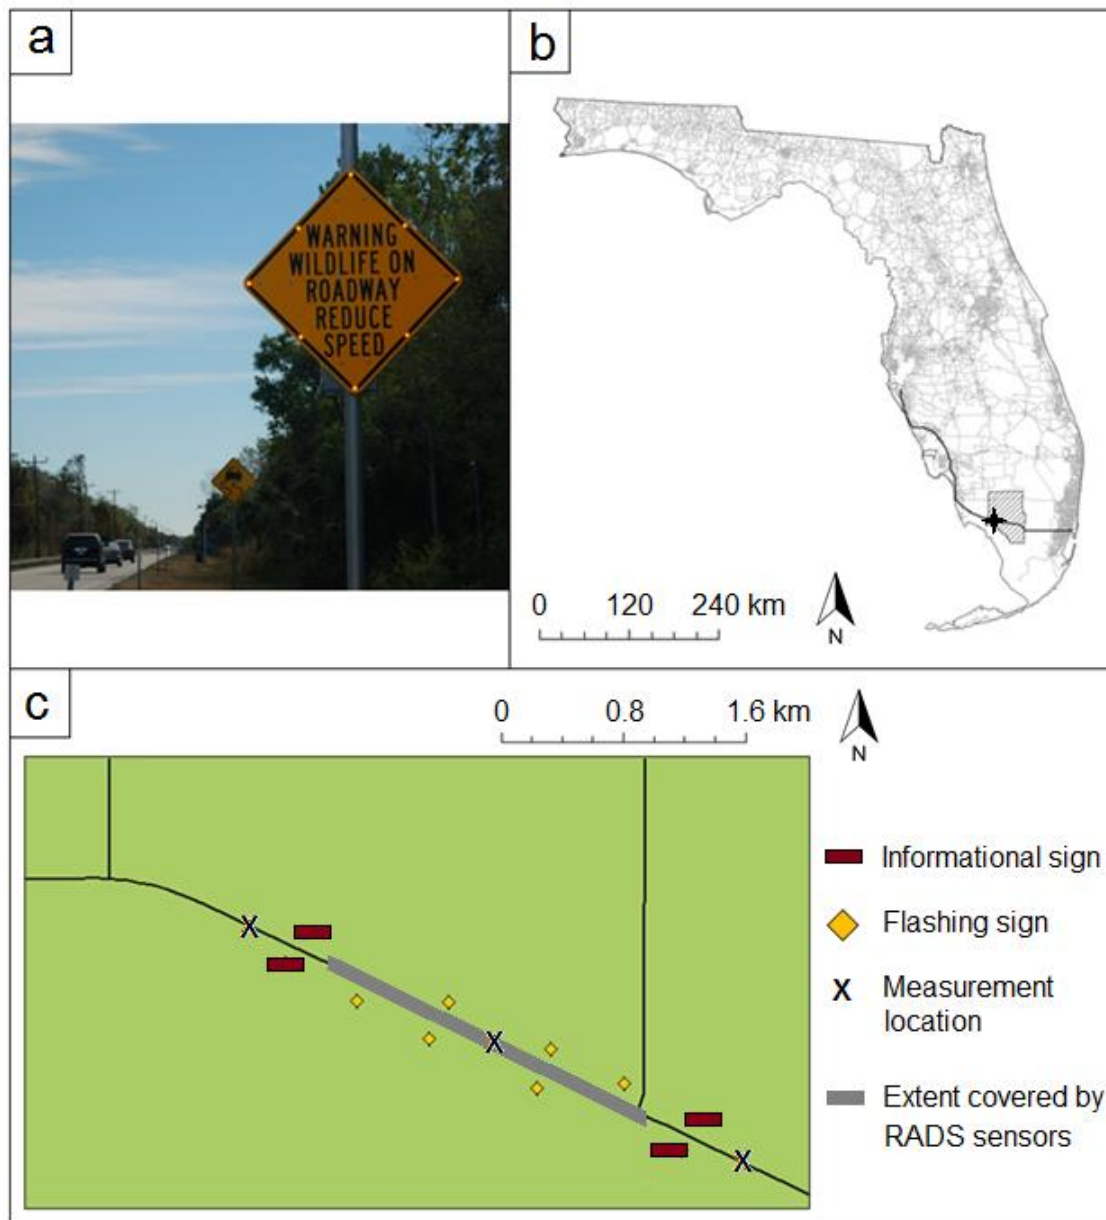 a
WARNING
WILDLIFE ON
ROADWAY
REDUCE
SPEED
b
0 120 240 km
N
c
0 0.8 1.6 km
N
Informational sign
Flashing sign
X Measurement
location
Extent covered by
RADS sensors
X
X
X